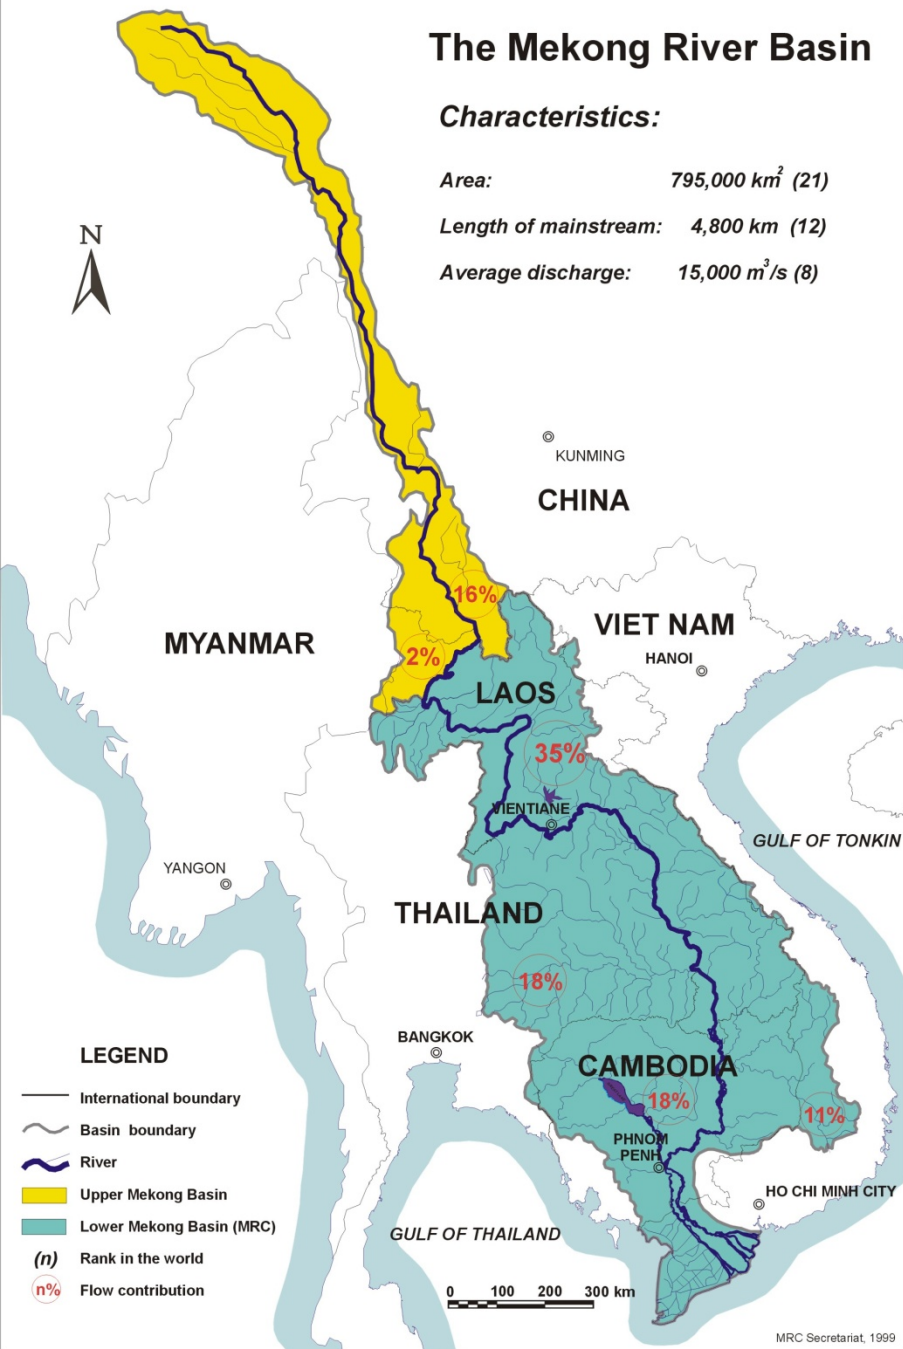 The Mekong River Basin
Characteristics:
Area: 795,000 km² (21)
Length of mainstream: 4,800 km (12)
Average discharge: 15,000 m³/s (8)
N
KUNMING
CHINA
16%
VIET NAM
MYANMAR
HANOI
2%
LAOS
35%
VIENTIANE
GULF OF TONKIN
YANGON
THAILAND
18%
BANGKOK
CAMBODIA
18%
11%
PHNOM
PENH
HO CHI MINH CITY
GULF OF THAILAND
LEGEND
International boundary
Basin boundary
River
Upper Mekong Basin
Lower Mekong Basin (MRC)
(n) Rank in the world
n% Flow contribution
0 100 200 300 km
MRC Secretariat, 1999